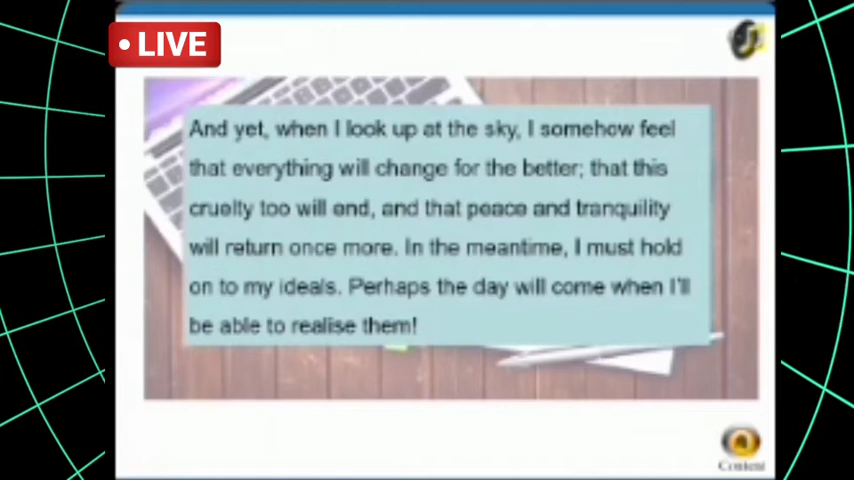 LIVE
And yet, when I look up at the sky, I somehow feel
that everything will change for the better; that this
cruelty too will end, and that peace and tranquility
will return once more. In the meantime, I must hold
on to my ideals. Perhaps the day will come when I'll
be able to realise them!
Content